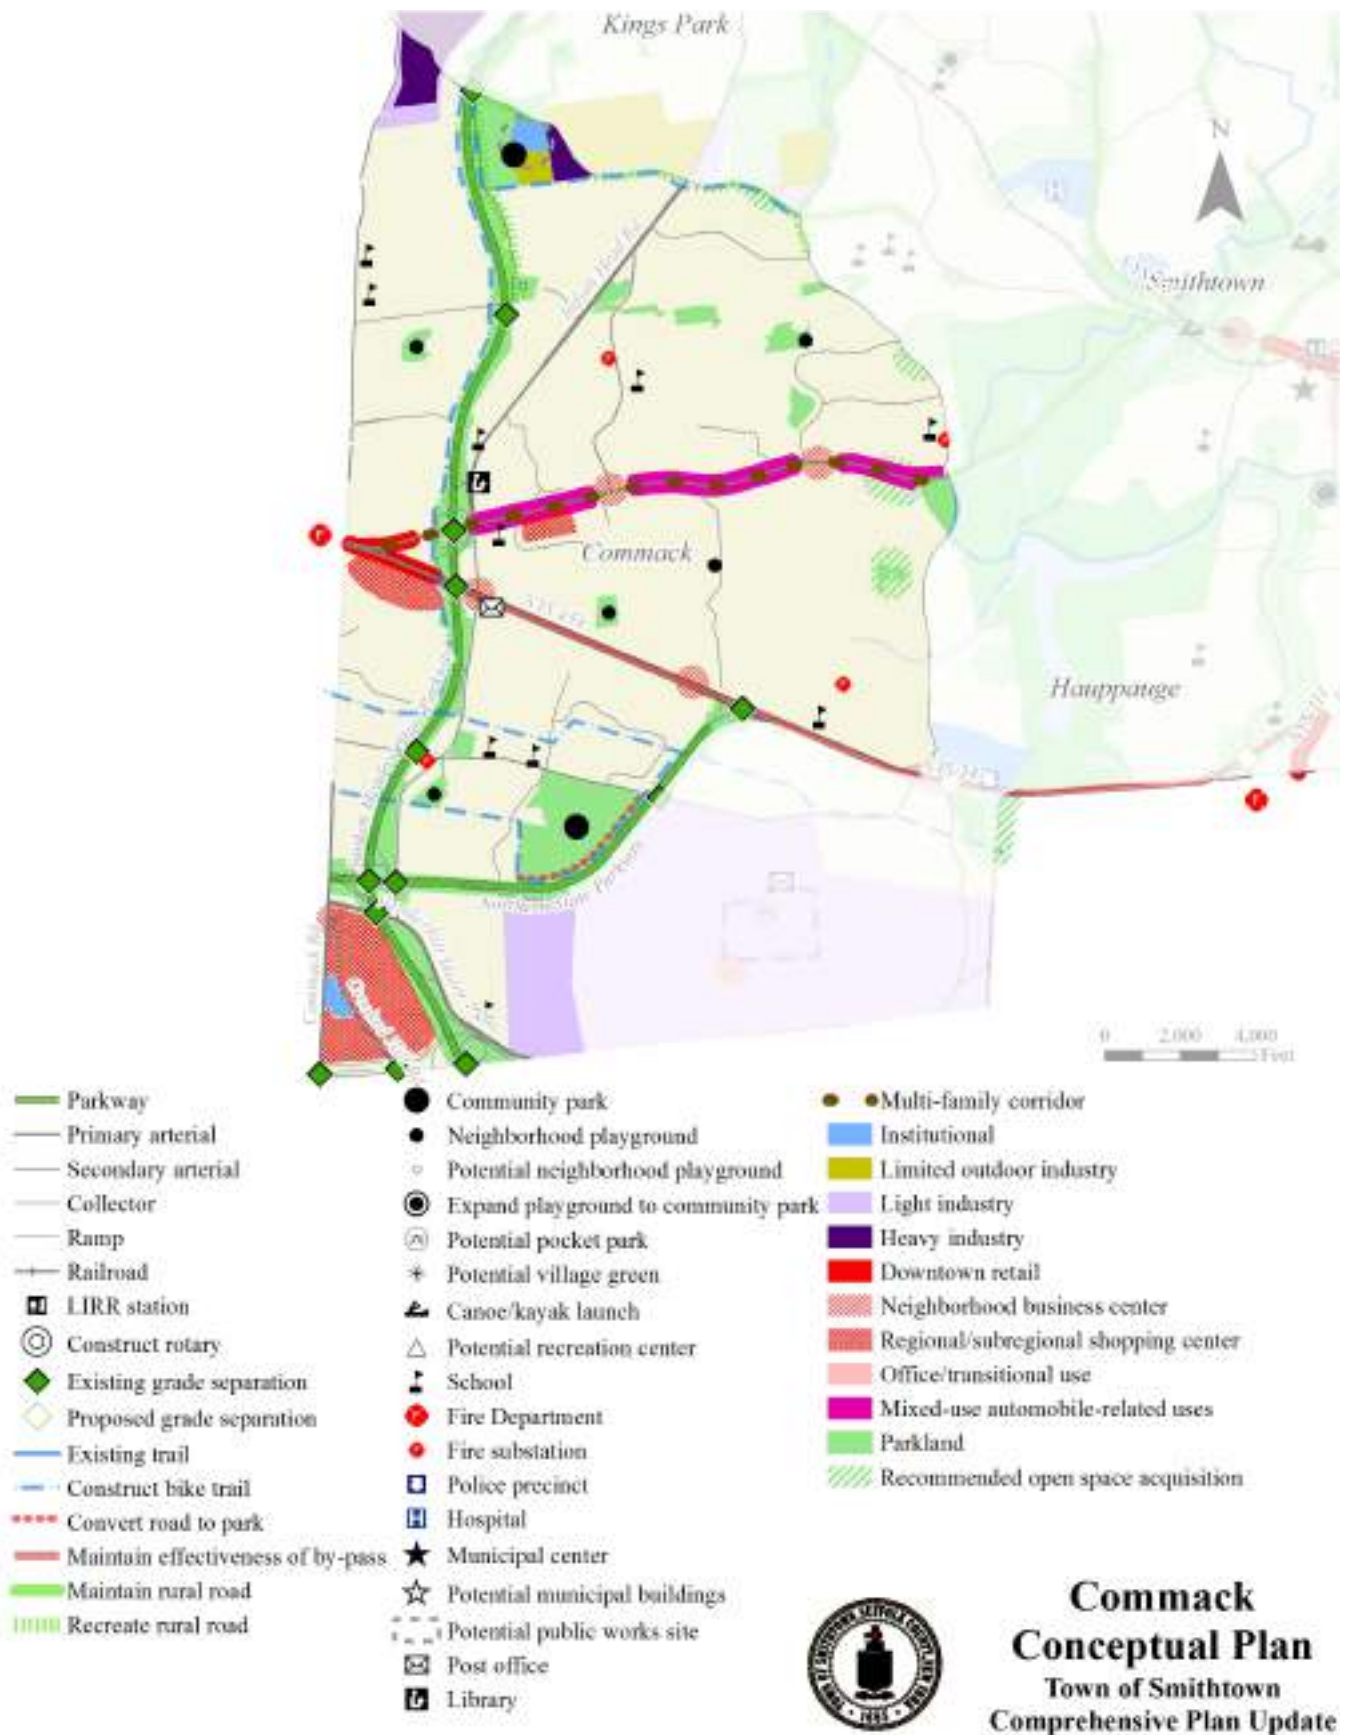 Kings Park
N
Smithtown
Commack
Hauppauge
0 2,000 4,000
Feet
Parkway
Primary arterial
Secondary arterial
Collector
Ramp
Railroad
LIRR station
Construct rotary
Existing grade separation
Proposed grade separation
Existing trail
Construct bike trail
Convert road to park
Maintain effectiveness of by-pass
Maintain rural road
Recreate rural road
Community park
Neighborhood playground
Potential neighborhood playground
Expand playground to community park
Potential pocket park
Potential village green
Canoe/kayak launch
Potential recreation center
School
Fire Department
Fire substation
Police precinct
Hospital
Municipal center
Potential municipal buildings
Potential public works site
Post office
Library
Multi-family corridor
Institutional
Limited outdoor industry
Light industry
Heavy industry
Downtown retail
Neighborhood business center
Regional/subregional shopping center
Office/transitional use
Mixed-use automobile-related uses
Parkland
Recommended open space acquisition
Commack
Conceptual Plan
Town of Smithtown
Comprehensive Plan Update